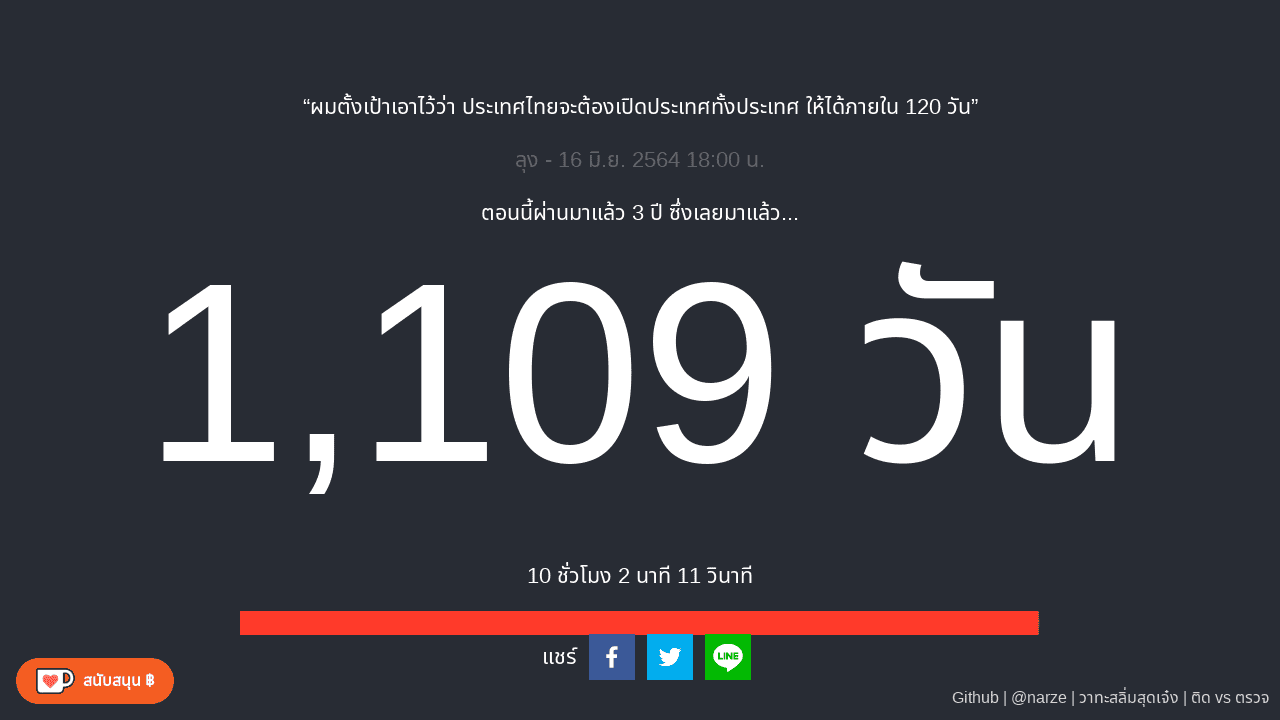 “ผมตั้งเป้าเอาไว้ว่า ประเทศไทยจะต้องเปิดประเทศทั้งประเทศ ให้ได้ภายใน 120 วัน”
ลุง - 16 มิ.ย. 2564 18:00 น.
ตอนนี้ผ่านมาแล้ว 3 ปี ซึ่งเลยมาแล้ว...
1,109 วัน
10 ชั่วโมง 2 นาที 11 วินาที
แชร์
LINE
สนับสนุน ฿
Github | @narze | วาทะสลิ่มสุดเจ๋ง | ติด vs ตรวจ